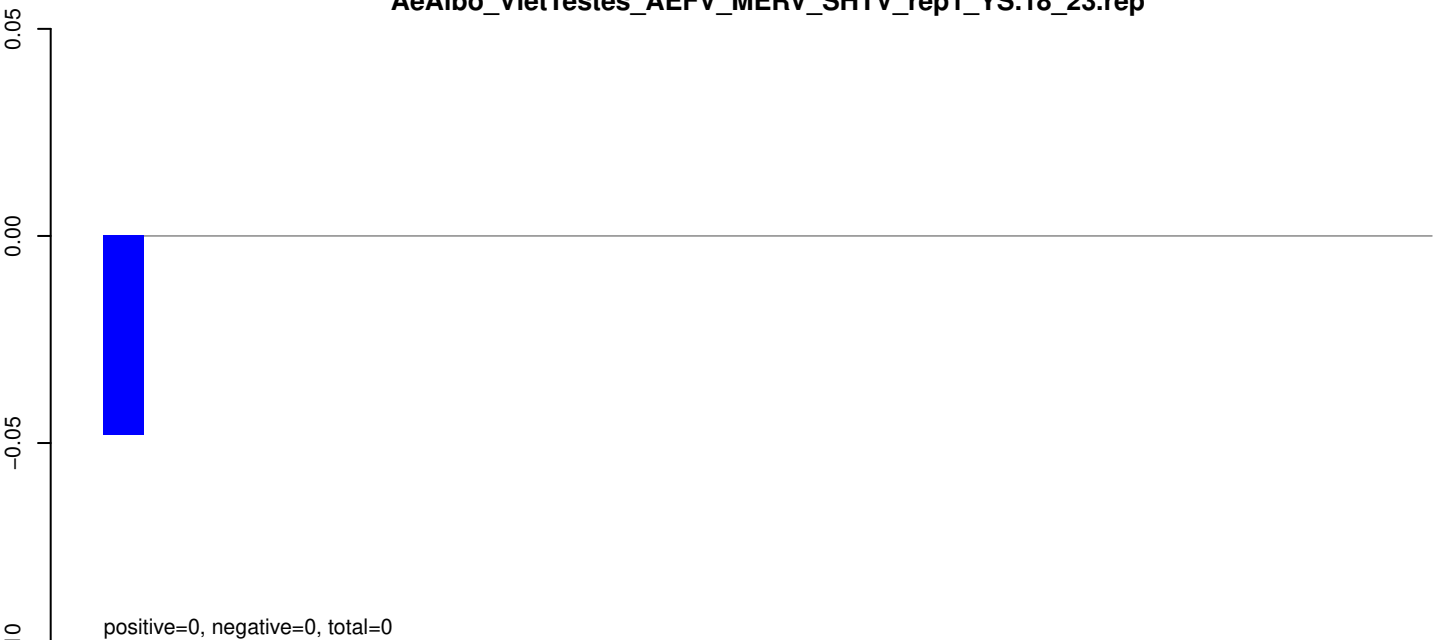 AeAlbo_VietTestes_AEFV_MERV_SHTV_rep1_YS.18_23.rep
0.05
0.00
−0.05
positive=0, negative=0, total=0